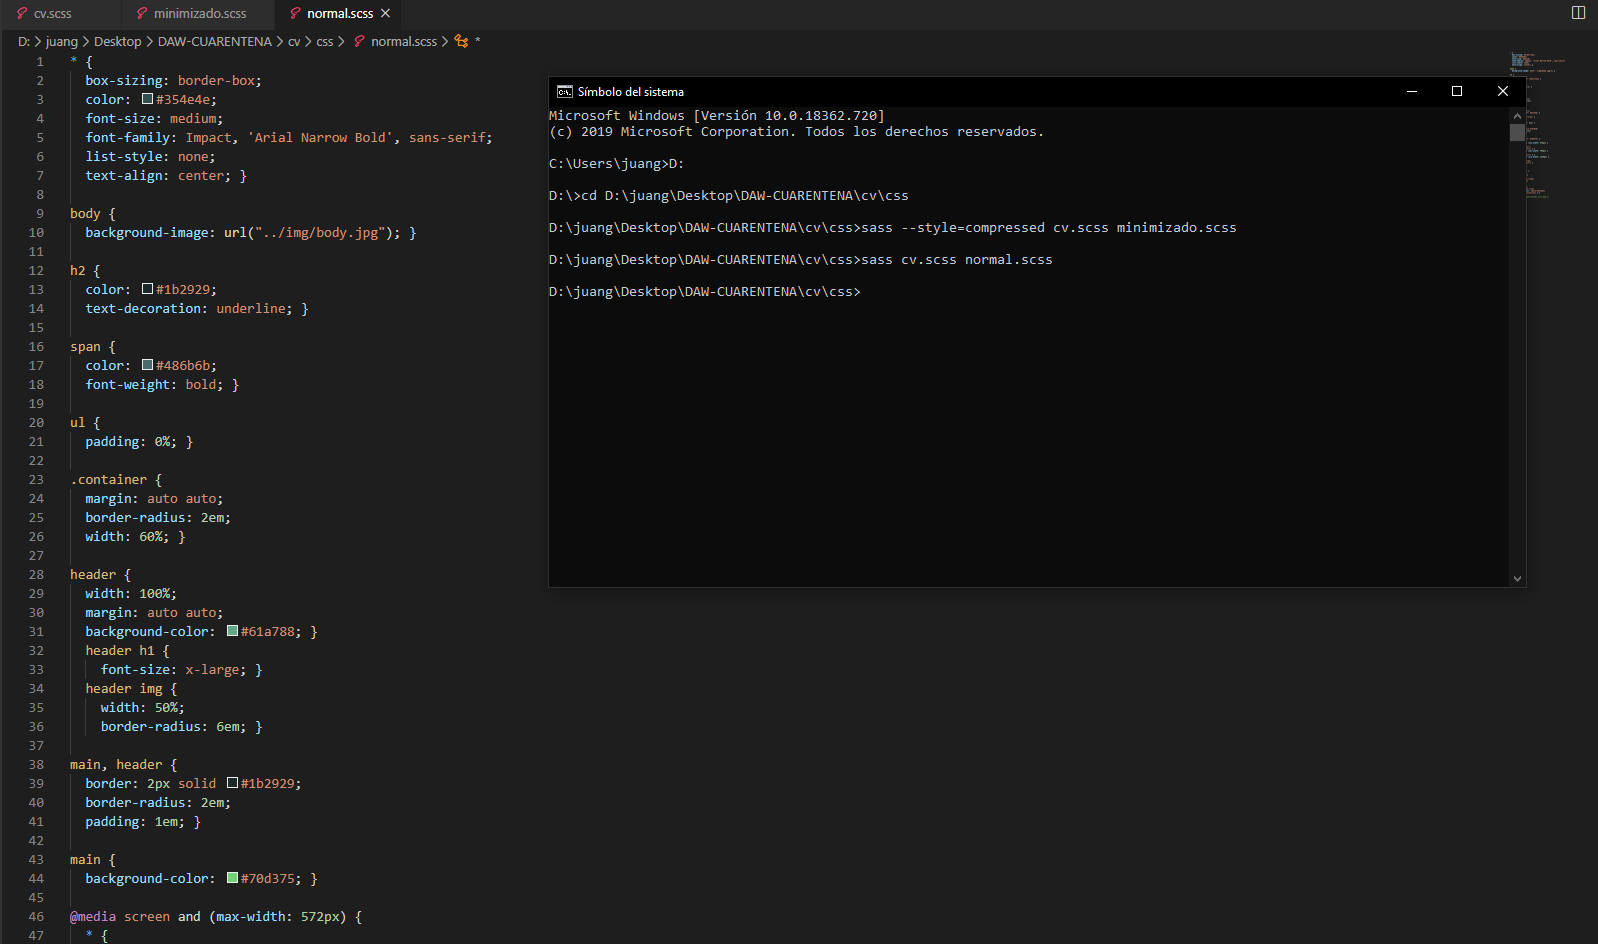 cv.scss
minimizado.scss
normal.scss
D: > juang > Desktop > DAW-CUARENTENA > cv > css > normal.scss > *
1 * {
2 box-sizing: border-box;
3 color: #354e4e;
4 font-size: medium;
5 font-family: Impact, 'Arial Narrow Bold', sans-serif;
6 list-style: none;
7 text-align: center; }
8
9 body {
10 background-image: url("../img/body.jpg"); }
11
12 h2 {
13 color: #1b2929;
14 text-decoration: underline; }
15
16 span {
17 color: #486b6b;
18 font-weight: bold; }
19
20 ul {
21 padding: 0%; }
22
23 .container {
24 margin: auto auto;
25 border-radius: 2em;
26 width: 60%; }
27
28 header {
29 width: 100%;
30 margin: auto auto;
31 background-color: #61a788; }
32 header h1 {
33 font-size: x-large; }
34 header img {
35 width: 50%;
36 border-radius: 6em; }
37
38 main, header {
39 border: 2px solid #1b2929;
40 border-radius: 2em;
41 padding: 1em; }
42
43 main {
44 background-color: #70d375; }
45
46 @media screen and (max-width: 572px) {
47 * {
Símbolo del sistema
Microsoft Windows [Versión 10.0.18362.720]
(c) 2019 Microsoft Corporation. Todos los derechos reservados.
C:\Users\juang>D:
D:\>cd D:\juang\Desktop\DAW-CUARENTENA\cv\css
D:\juang\Desktop\DAW-CUARENTENA\cv\css>sass --style=compressed cv.scss minimizado.scss
D:\juang\Desktop\DAW-CUARENTENA\cv\css>sass cv.scss normal.scss
D:\juang\Desktop\DAW-CUARENTENA\cv\css>